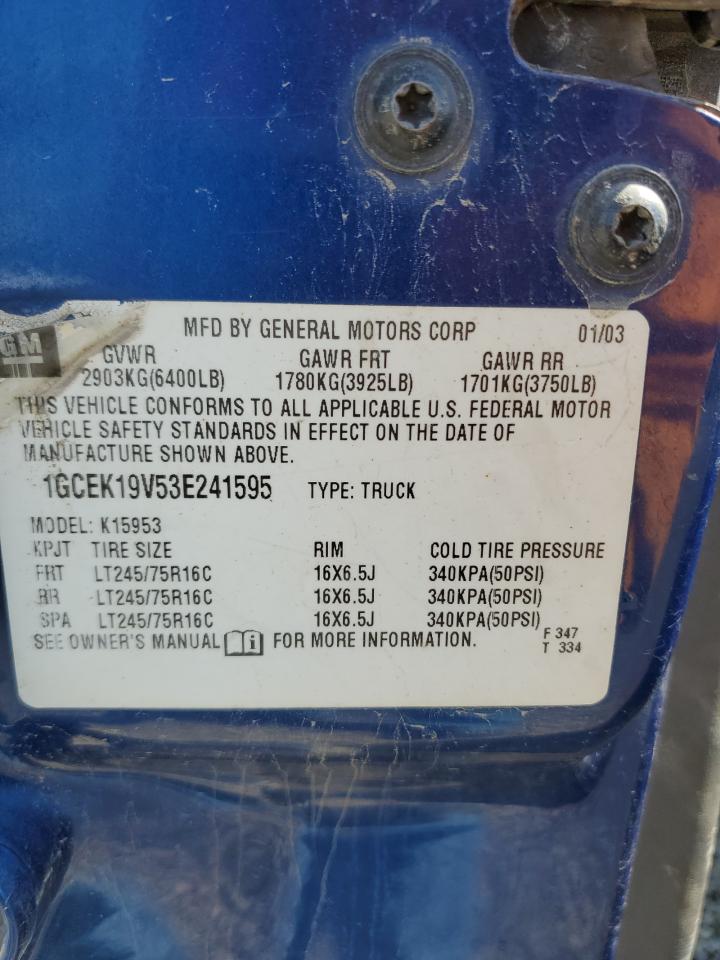 MFD BY GENERAL MOTORS CORP 01/03
GM
GVWR GAWR FRT GAWR RR
2903KG(6400LB) 1780KG(3925LB) 1701KG(3750LB)
THIS VEHICLE CONFORMS TO ALL APPLICABLE U.S. FEDERAL MOTOR
VEHICLE SAFETY STANDARDS IN EFFECT ON THE DATE OF
MANUFACTURE SHOWN ABOVE.
1GCEK19V53E241595 TYPE: TRUCK
MODEL: K15953
KPJT TIRE SIZE RIM COLD TIRE PRESSURE
FRT LT245/75R16C 16X6.5J 340KPA(50PSI)
RR LT245/75R16C 16X6.5J 340KPA(50PSI)
SPA LT245/75R16C 16X6.5J 340KPA(50PSI)
SEE OWNER'S MANUAL i FOR MORE INFORMATION. F 347
T 334